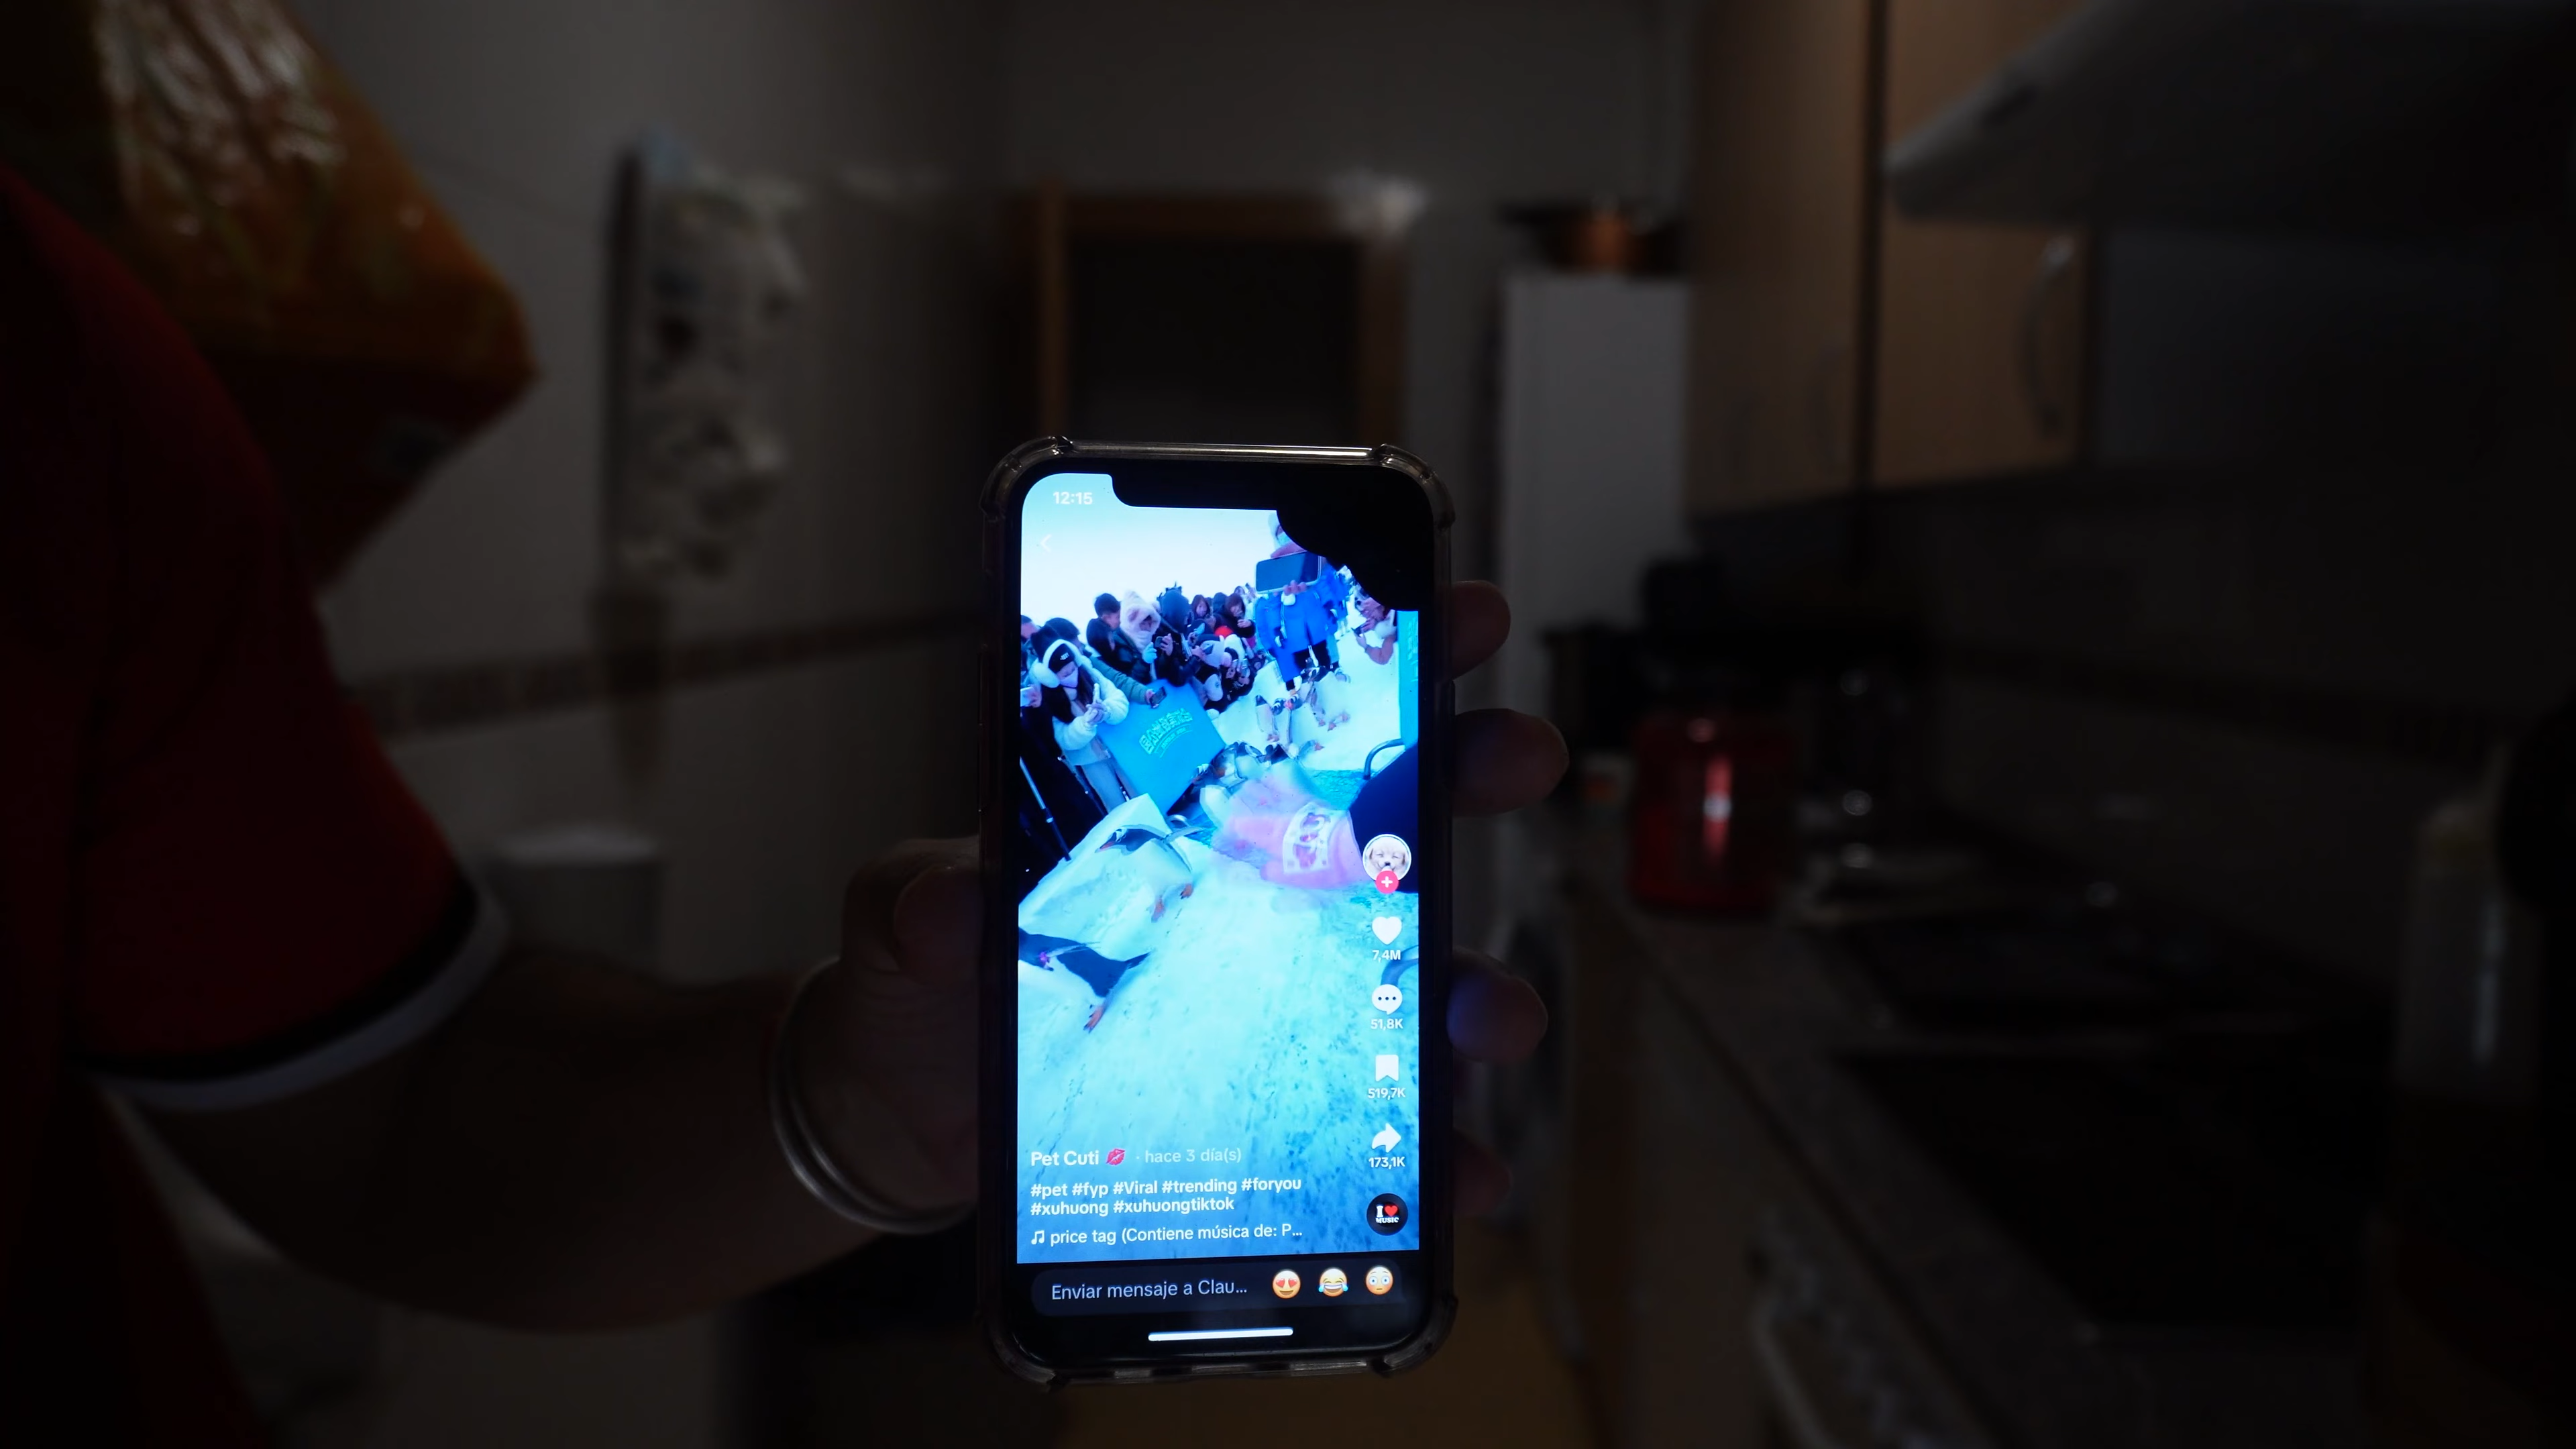 12:15
7,4M
51,8K
519,7K
173,1K
Pet Cuti 💋 · hace 3 día(s)
#pet #fyp #Viral #trending #foryou
#xuhuong #xuhuongtiktok
♫ price tag (Contiene música de: P...
I ❤ MUSIC
Enviar mensaje a Clau... 😍 😂 😳